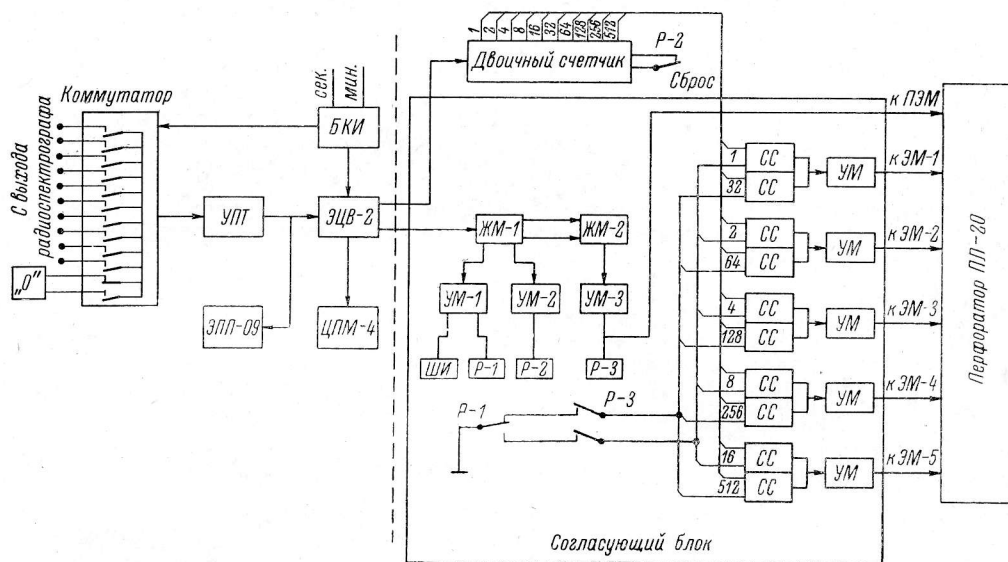 1 2 4 8 16 32 64 128 256 512
Двоичный счетчик
Р-2
Сброс
сек.
мин.
Коммутатор
БКИ
С выхода
радиоспектрографа
„0"
УПТ
ЭЦВ-2
ЭПП-09
ЦПМ-4
ЖМ-1
ЖМ-2
УМ-1
УМ-2
УМ-3
ШИ
Р-1
Р-2
Р-3
Р-1
Р-3
1
СС
32
СС
УМ
2
СС
64
СС
УМ
4
СС
128
СС
УМ
8
СС
256
СС
УМ
16
СС
512
СС
УМ
к ПЭМ
к ЭМ-1
к ЭМ-2
к ЭМ-3
к ЭМ-4
к ЭМ-5
Перфоратор ПЛ-20
Согласующий блок